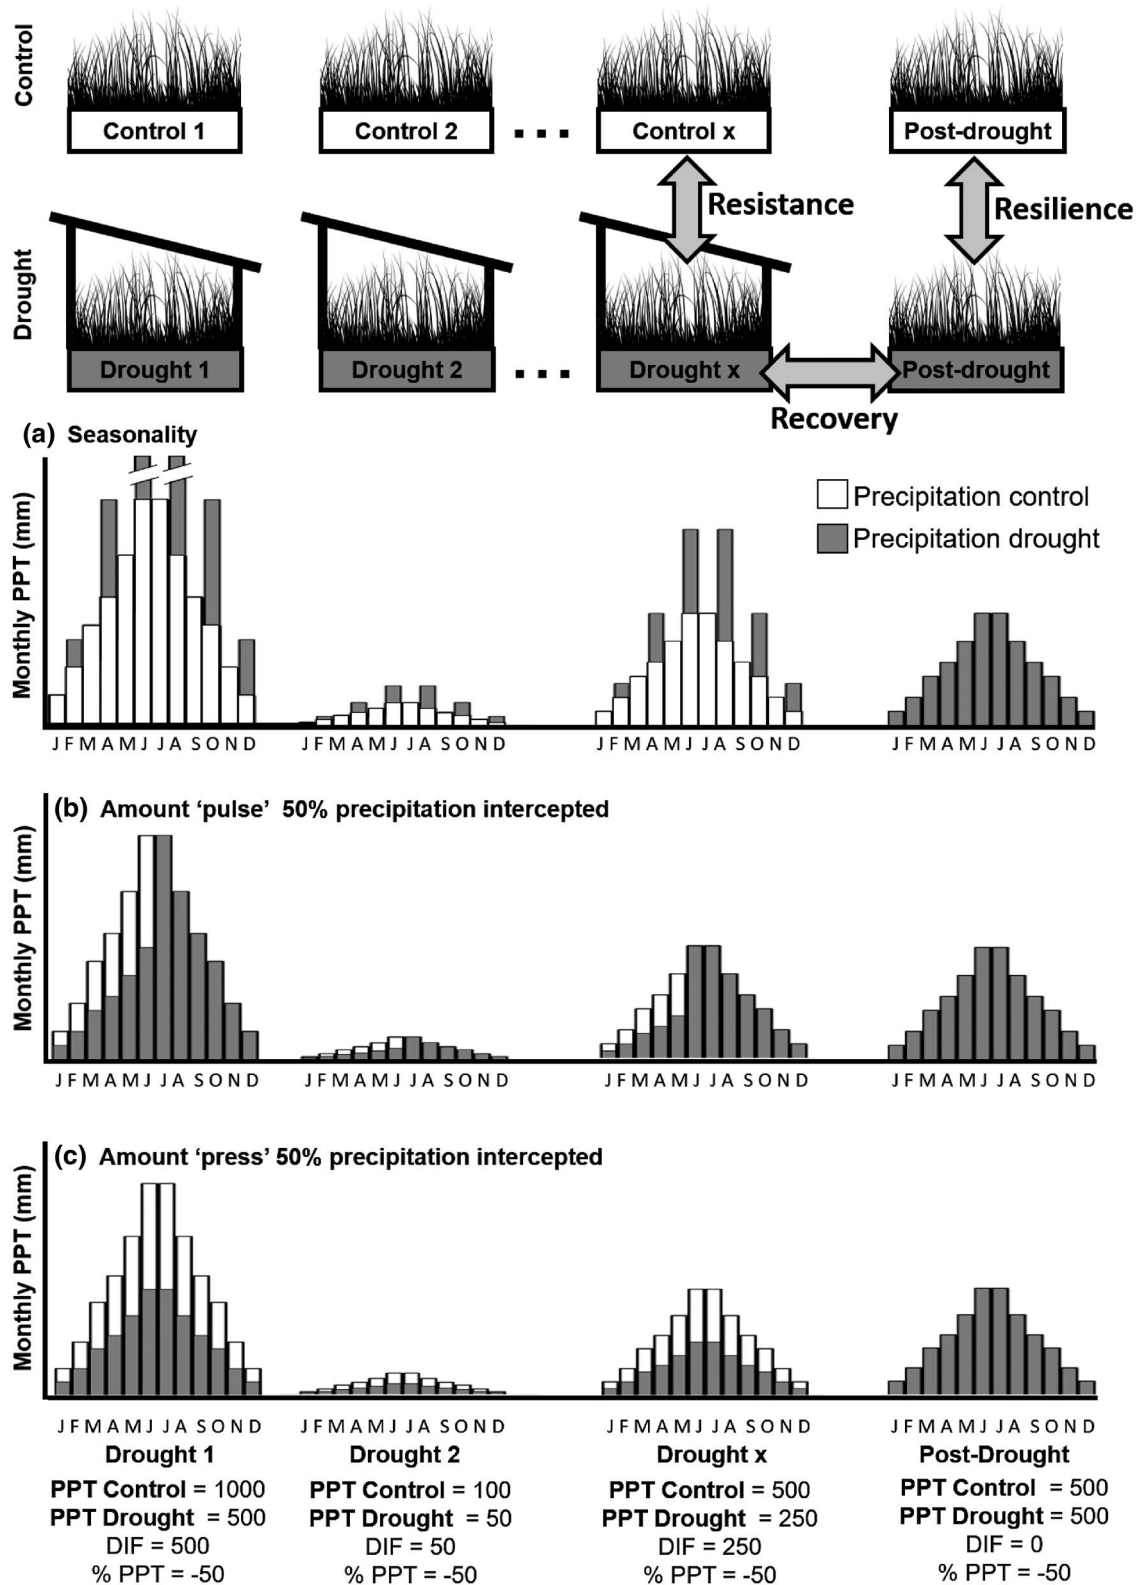 Control
Control 1
Control 2
...
Control x
Post-drought
Resistance
Resilience
Drought
Drought 1
Drought 2
...
Drought x
Post-drought
Recovery
(a) Seasonality
Monthly PPT (mm)
Precipitation control
Precipitation drought
J F M A M J J A S O N D
J F M A M J J A S O N D
J F M A M J J A S O N D
J F M A M J J A S O N D
(b) Amount ‘pulse’ 50% precipitation intercepted
Monthly PPT (mm)
J F M A M J J A S O N D
J F M A M J J A S O N D
J F M A M J J A S O N D
J F M A M J J A S O N D
(c) Amount ‘press’ 50% precipitation intercepted
Monthly PPT (mm)
J F M A M J J A S O N D
J F M A M J J A S O N D
J F M A M J J A S O N D
J F M A M J J A S O N D
Drought 1
PPT Control = 1000
PPT Drought = 500
DIF = 500
% PPT = -50
Drought 2
PPT Control = 100
PPT Drought = 50
DIF = 50
% PPT = -50
Drought x
PPT Control = 500
PPT Drought = 250
DIF = 250
% PPT = -50
Post-Drought
PPT Control = 500
PPT Drought = 500
DIF = 0
% PPT = -50